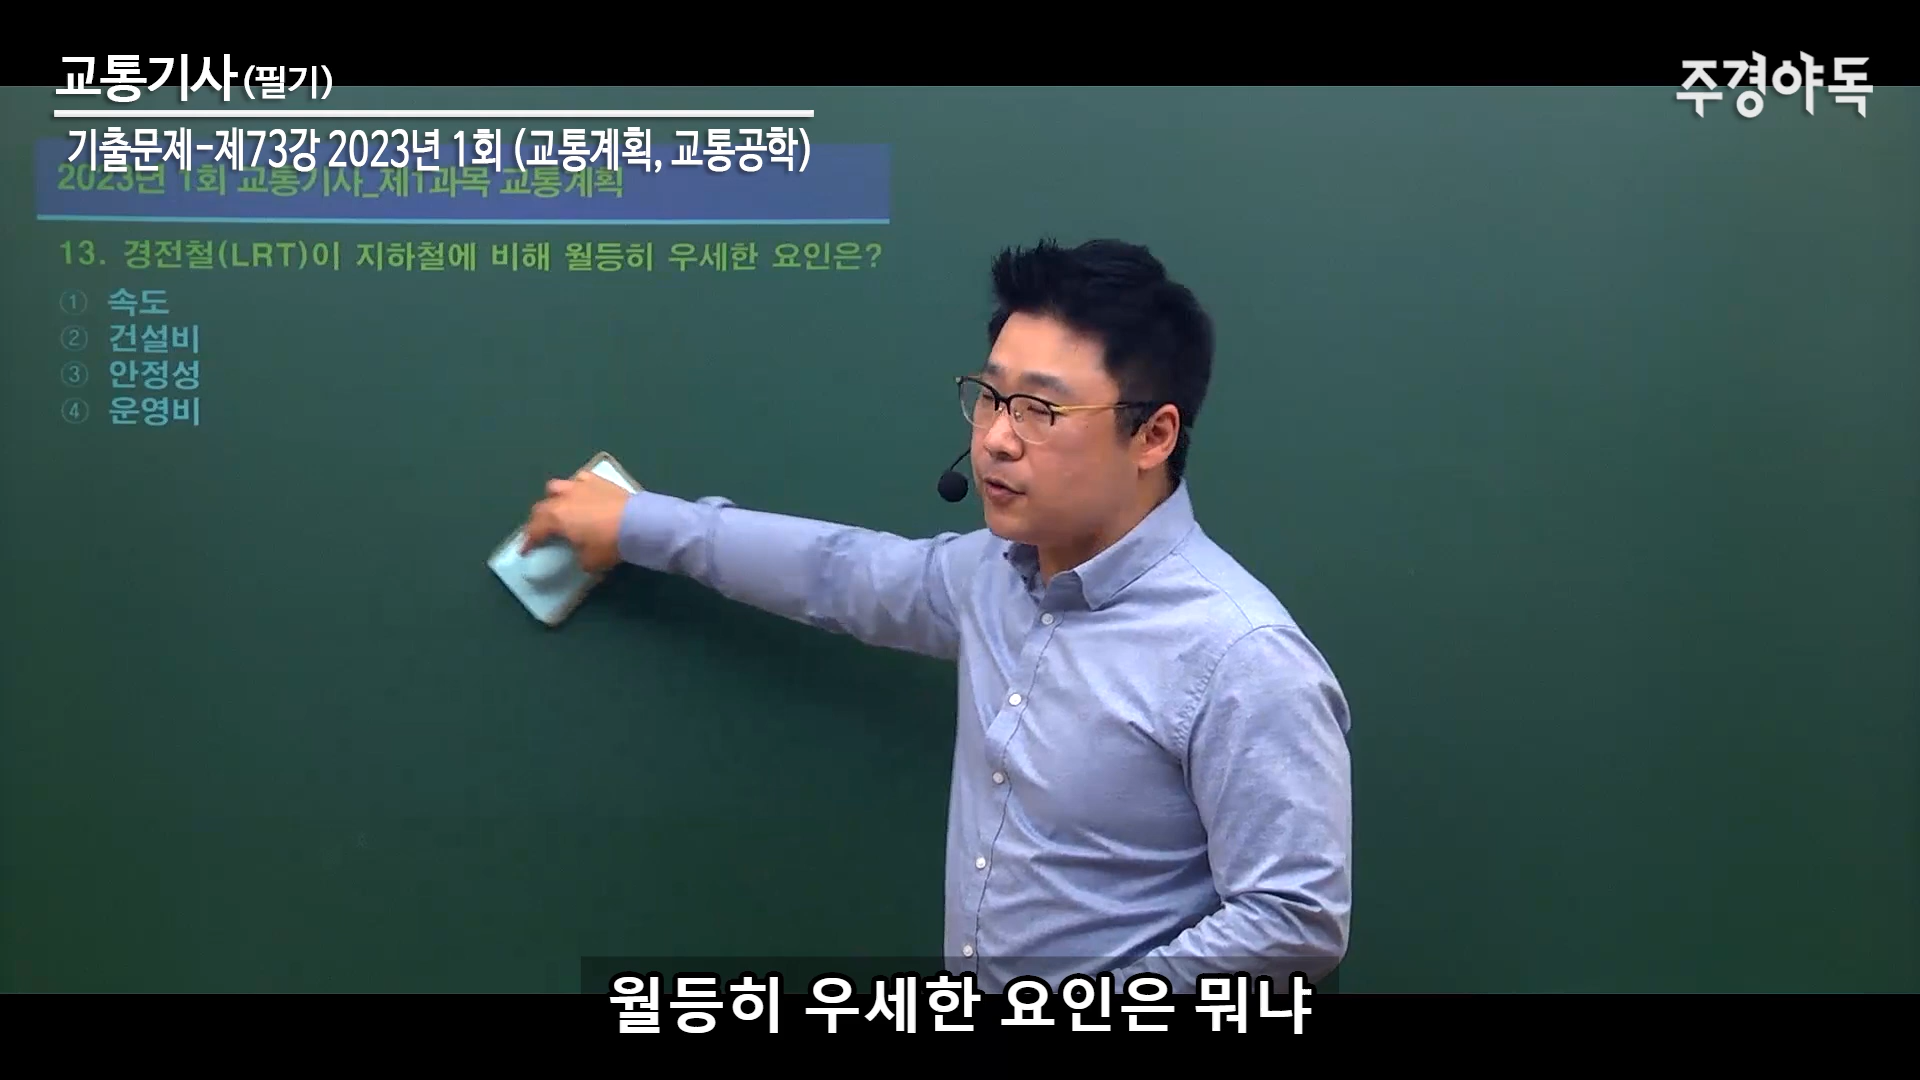 교통기사 (필기)
주경야독
기출문제-제73강 2023년 1회 (교통계획, 교통공학)
2023년 1회 교통기사_제1과목 교통계획
13. 경전철(LRT)이 지하철에 비해 월등히 우세한 요인은?
① 속도
② 건설비
③ 안정성
④ 운영비
월등히 우세한 요인은 뭐냐